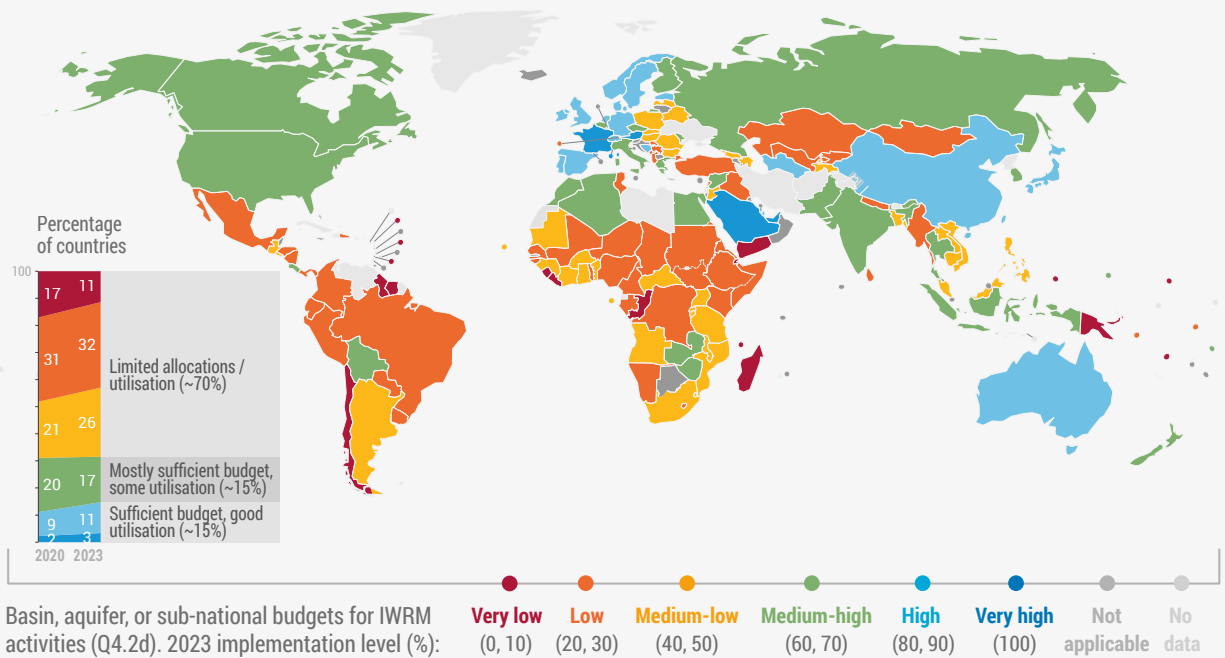 Percentage
of countries
100
17 11
31 32
21 26
20 17
9 11
2 3
2020 2023
Limited allocations /
utilisation (~70%)
Mostly sufficient budget,
some utilisation (~15%)
Sufficient budget, good
utilisation (~15%)
Basin, aquifer, or sub-national budgets for IWRM
activities (Q4.2d). 2023 implementation level (%):
Very low
(0, 10)
Low
(20, 30)
Medium-low
(40, 50)
Medium-high
(60, 70)
High
(80, 90)
Very high
(100)
Not
applicable
No
data